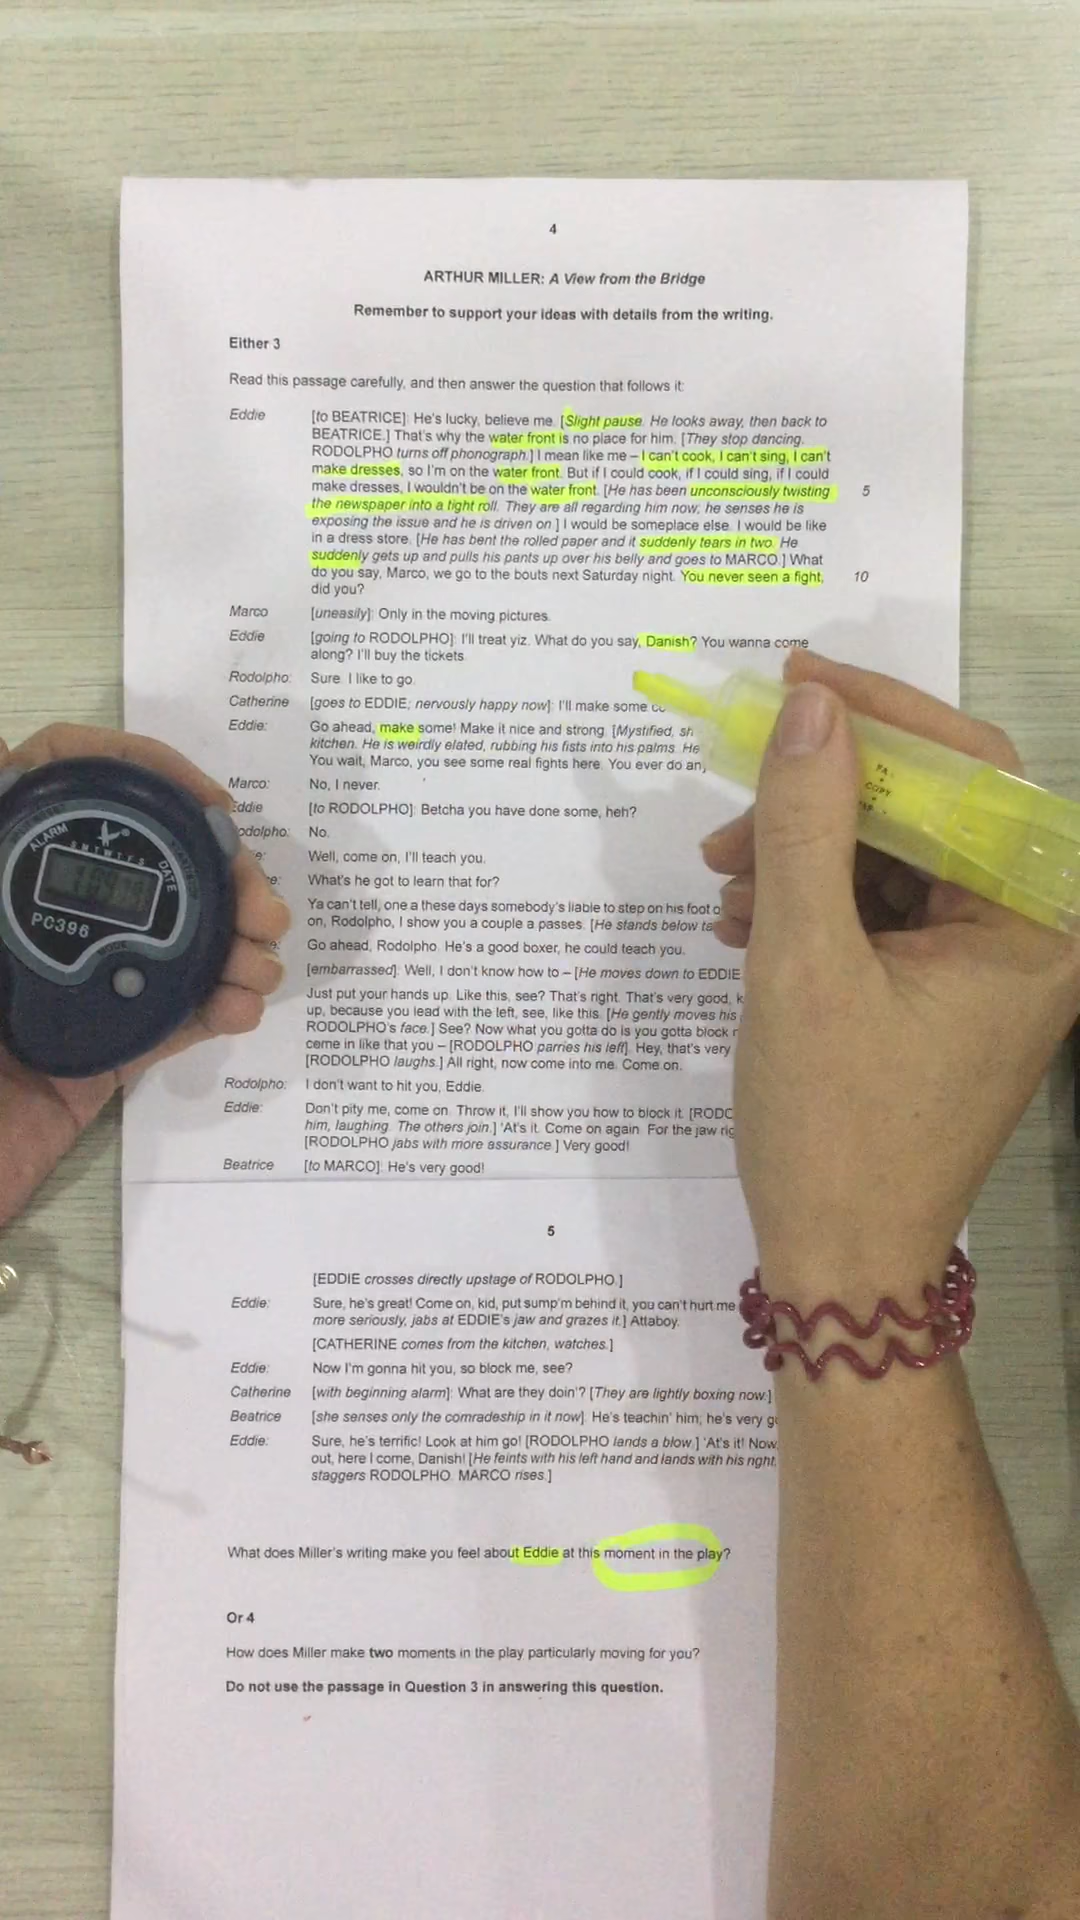 4
ARTHUR MILLER: A View from the Bridge
Remember to support your ideas with details from the writing.
Either 3
Read this passage carefully, and then answer the question that follows it:
Eddie [to BEATRICE]: He's lucky, believe me. [Slight pause. He looks away, then back to
BEATRICE.] That's why the water front is no place for him. [They stop dancing.
RODOLPHO turns off phonograph.] I mean like me – I can't cook, I can't sing, I can't
make dresses, so I'm on the water front. But if I could cook, if I could sing, if I could
make dresses, I wouldn't be on the water front. [He has been unconsciously twisting 5
the newspaper into a tight roll. They are all regarding him now; he senses he is
exposing the issue and he is driven on.] I would be someplace else. I would be like
in a dress store. [He has bent the rolled paper and it suddenly tears in two. He
suddenly gets up and pulls his pants up over his belly and goes to MARCO.] What
do you say, Marco, we go to the bouts next Saturday night. You never seen a fight, 10
did you?
Marco [uneasily]: Only in the moving pictures.
Eddie [going to RODOLPHO]: I'll treat yiz. What do you say, Danish? You wanna come
along? I'll buy the tickets.
Rodolpho: Sure. I like to go.
Catherine [goes to EDDIE; nervously happy now]: I'll make some
Eddie: Go ahead, make some! Make it nice and strong. [Mystified,
kitchen. He is weirdly elated, rubbing his fists into his palms. He
You wait, Marco, you see some real fights here. You ever do
Marco: No, I never.
Eddie [to RODOLPHO]: Betcha you have done some, heh?
Rodolpho: No.
Well, come on, I'll teach you.
What's he got to learn that for?
Ya can't tell, one a these days somebody's liable to step on his foot
on, Rodolpho, I show you a couple a passes. [He stands below
Go ahead, Rodolpho. He's a good boxer, he could teach you.
[embarrassed]: Well, I don't know how to – [He moves down to EDDIE
Just put your hands up. Like this, see? That's right. That's very good,
up, because you lead with the left, see, like this. [He gently moves his
RODOLPHO's face.] See? Now what you gotta do is you gotta block
come in like that you – [RODOLPHO parries his left]. Hey, that's very
[RODOLPHO laughs.] All right, now come into me. Come on.
Rodolpho: I don't want to hit you, Eddie.
Eddie: Don't pity me, come on. Throw it, I'll show you how to block it.
him, laughing. The others join.] 'At's it. Come on again. For the jaw
[RODOLPHO jabs with more assurance.] Very good!
Beatrice [to MARCO]: He's very good!
5
[EDDIE crosses directly upstage of RODOLPHO.]
Eddie: Sure, he's great! Come on, kid, put sump'm behind it, you can't hurt me
more seriously, jabs at EDDIE's jaw and grazes it.] Attaboy.
[CATHERINE comes from the kitchen, watches.]
Eddie: Now I'm gonna hit you, so block me, see?
Catherine [with beginning alarm]: What are they doin'? [They are lightly boxing now.]
Beatrice [she senses only the comradeship in it now]: He's teachin' him; he's very
Eddie: Sure, he's terrific! Look at him go! [RODOLPHO lands a blow.] 'At's it! Now,
out, here I come, Danish! [He feints with his left hand and lands with his right.
staggers RODOLPHO. MARCO rises.]
What does Miller's writing make you feel about Eddie at this moment in the play?
Or 4
How does Miller make two moments in the play particularly moving for you?
Do not use the passage in Question 3 in answering this question.
ALARM
S M T W T F S
DATE
PC396
MODE
COPY